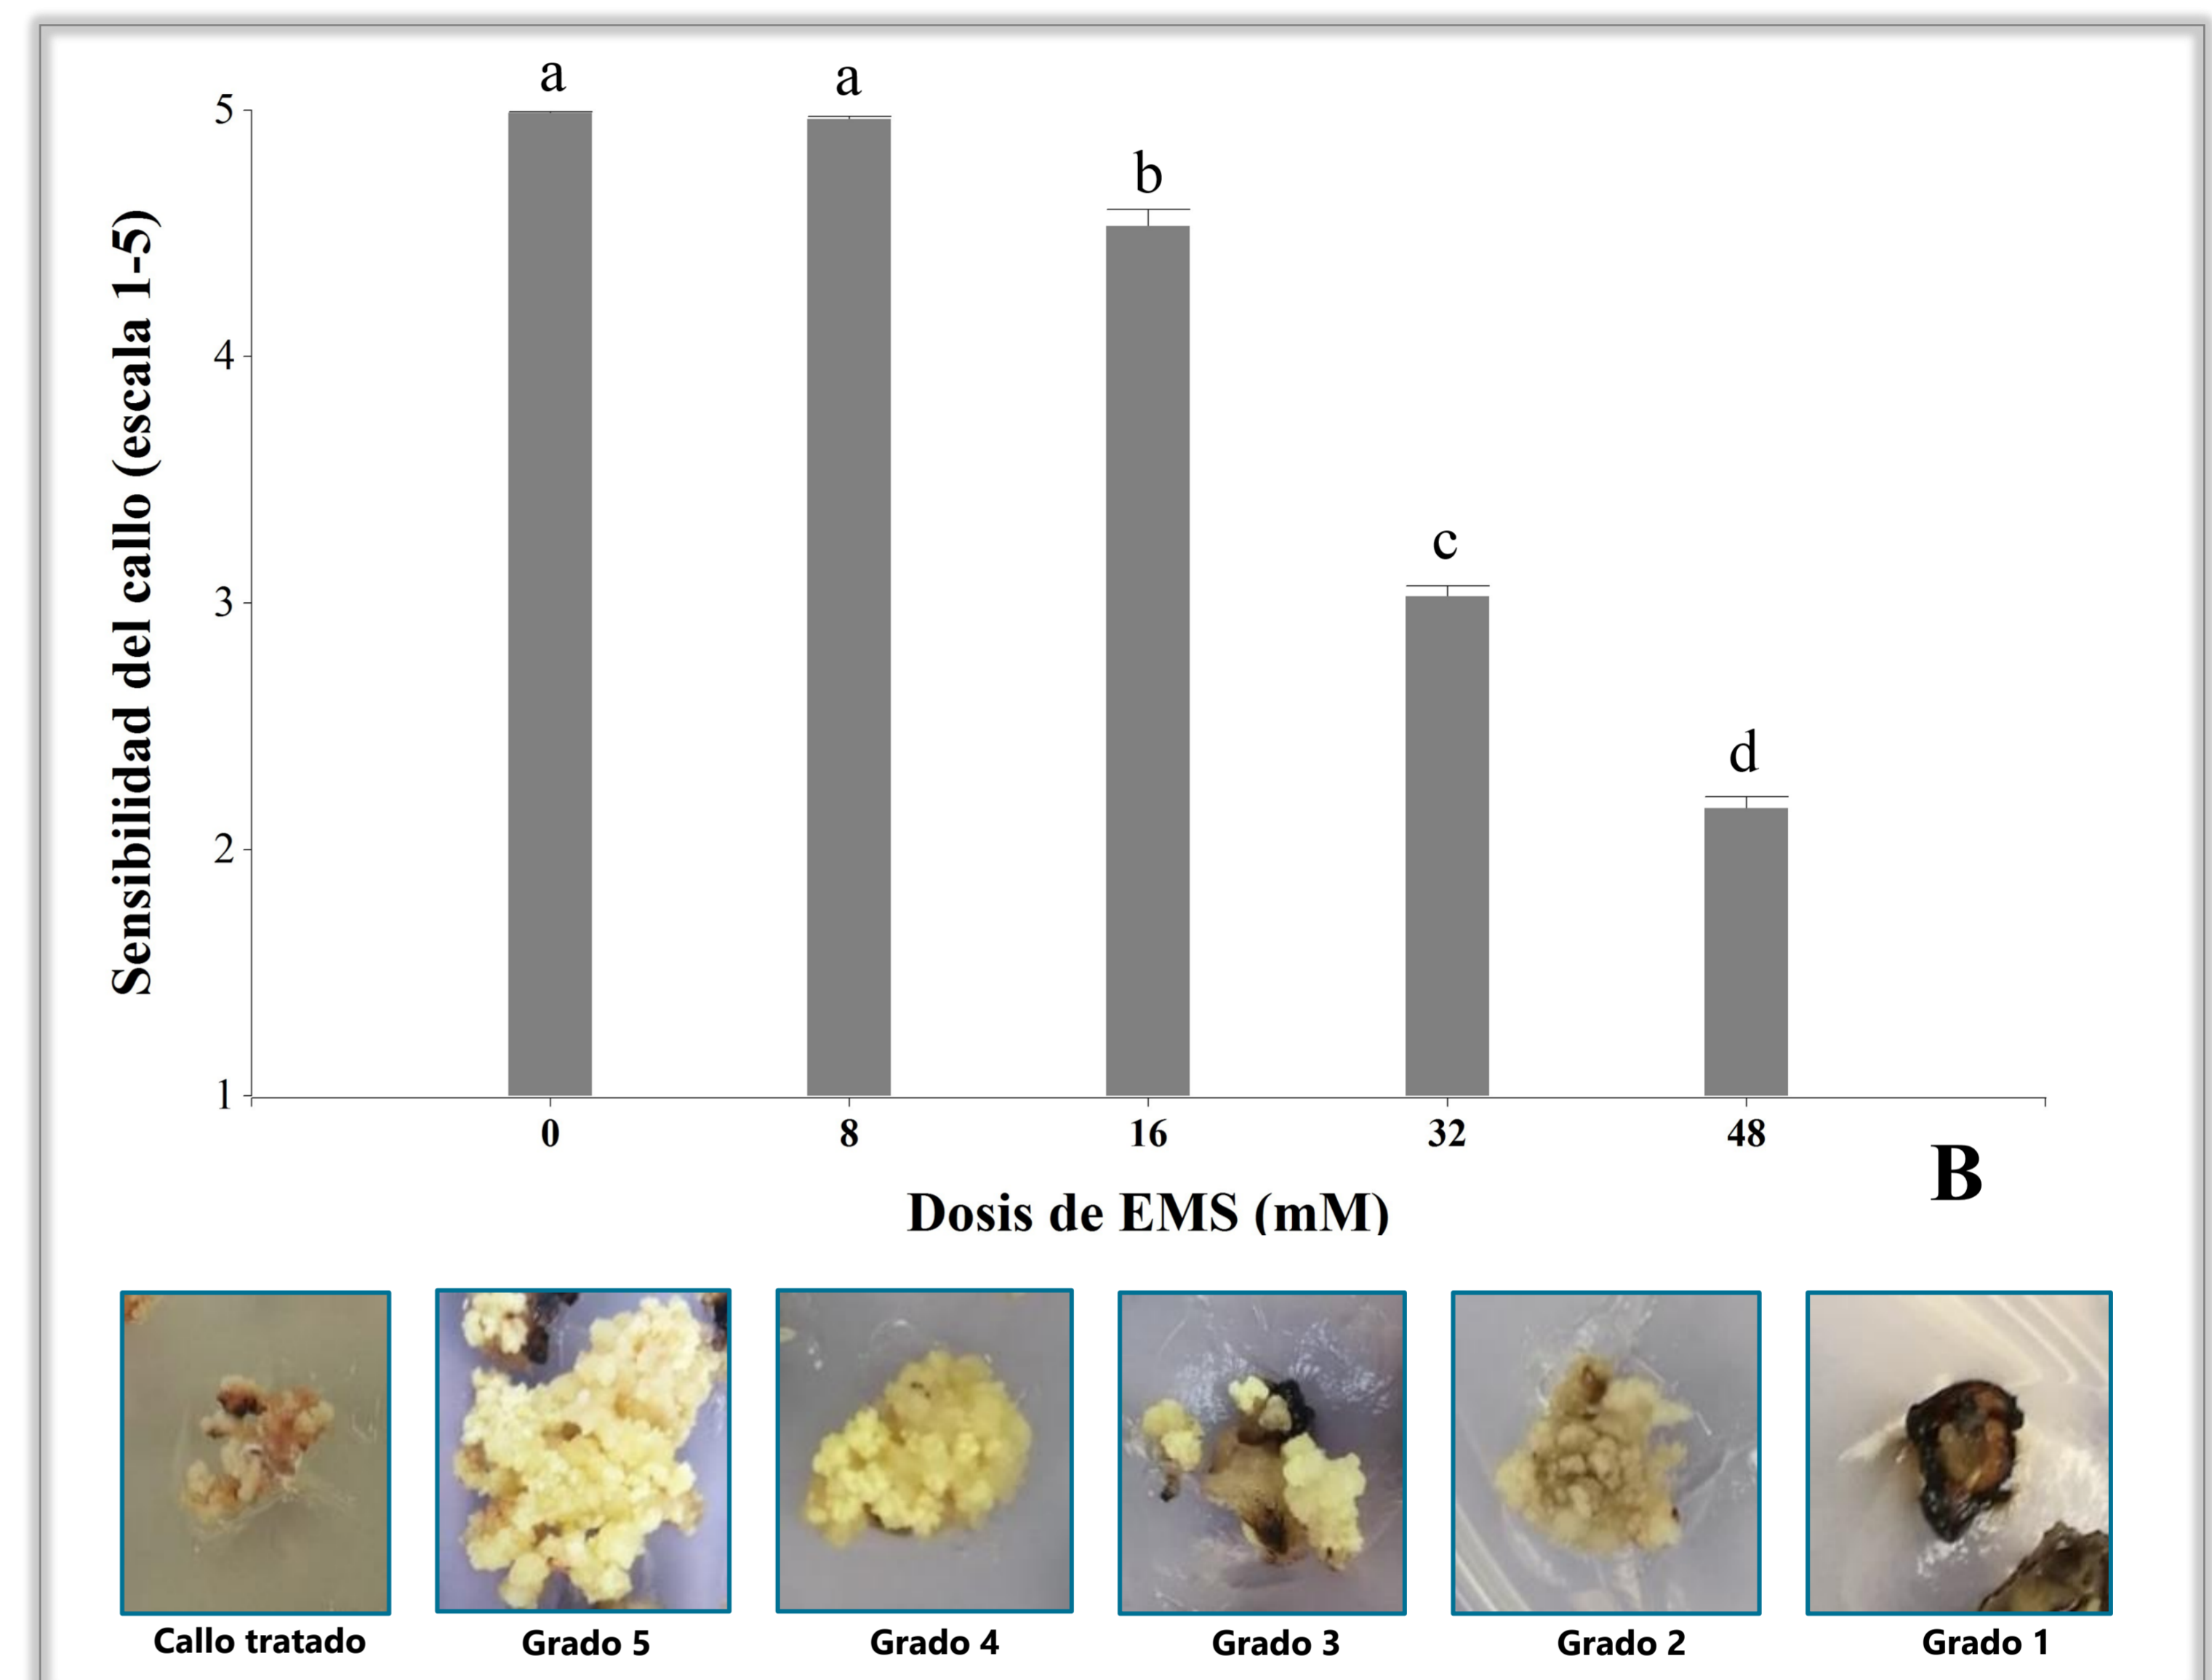 a
a
b
c
d
5
4
3
2
1
Sensibilidad del callo (escala 1-5)
0 8 16 32 48
B
Dosis de EMS (mM)
Callo tratado Grado 5 Grado 4 Grado 3 Grado 2 Grado 1